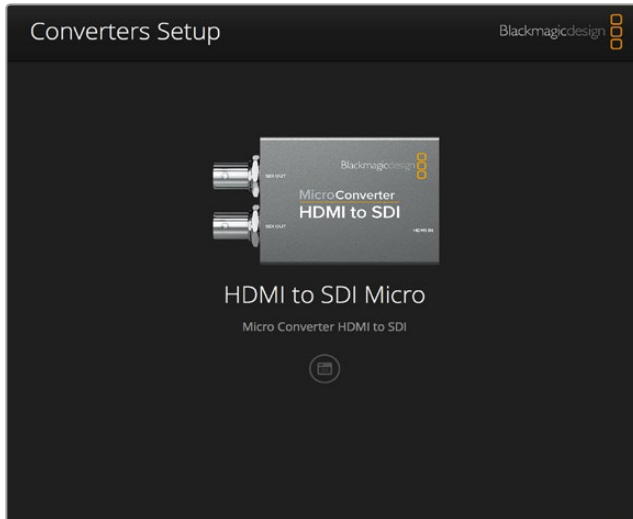 Converters Setup
Blackmagicdesign
SDI OUT
Blackmagicdesign
MicroConverter
HDMI to SDI
SDI OUT
HDMI IN
HDMI to SDI Micro
Micro Converter HDMI to SDI